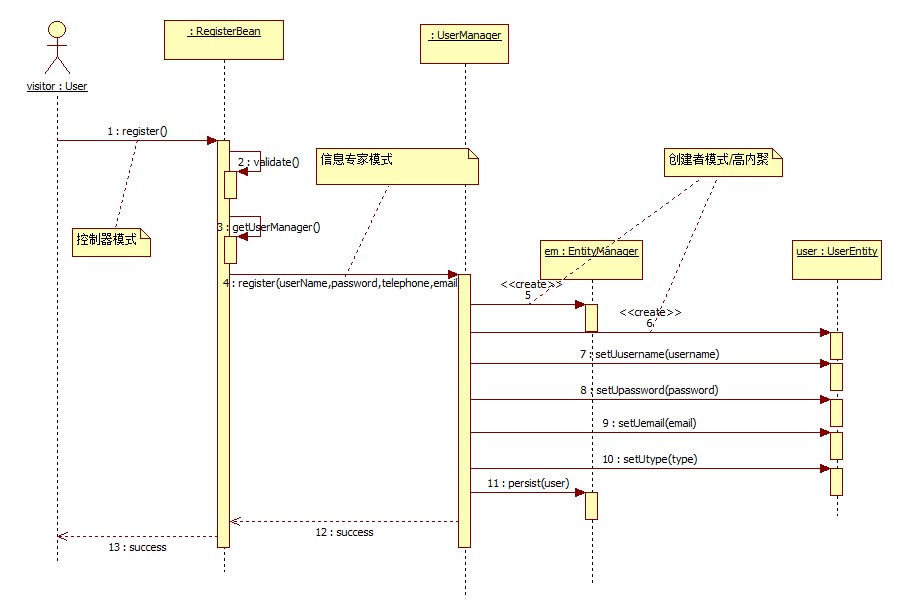 : RegisterBean
: UserManager
visitor : User
1 : register()
2 : validate()
信息专家模式
创建者模式/高内聚
3 : getUserManager()
控制器模式
em : EntityManager
user : UserEntity
4 : register(userName,password,telephone,email
<<create>>
5
<<create>>
6
7 : setUusername(username)
8 : setUpassword(password)
9 : setUemail(email)
10 : setUtype(type)
11 : persist(user)
12 : success
13 : success